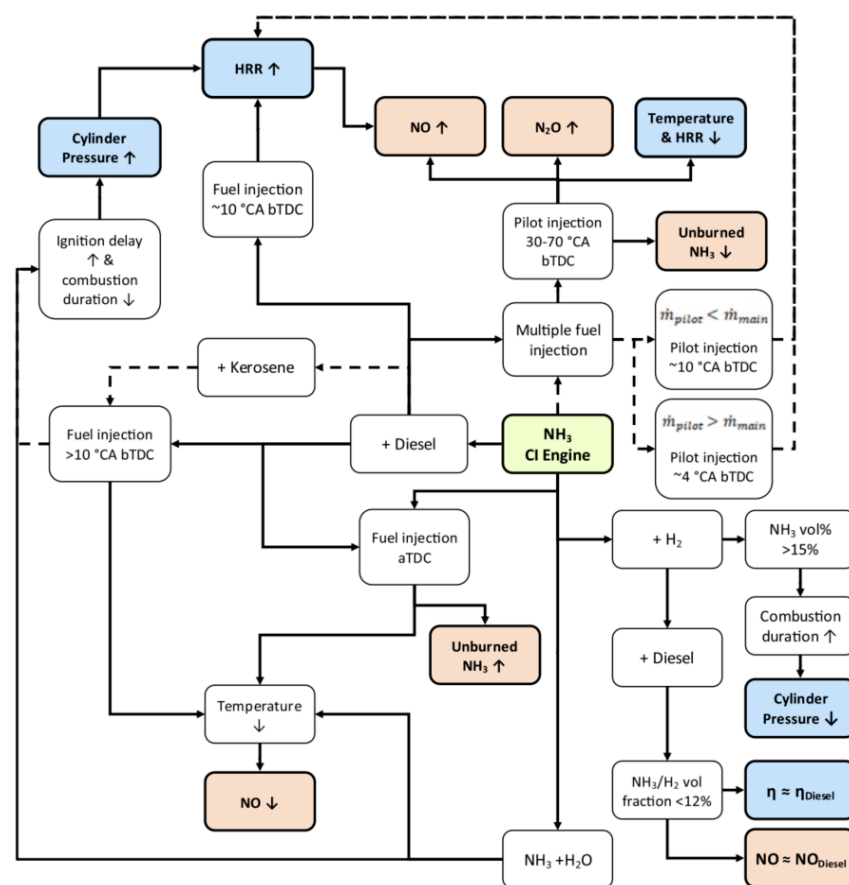 HRR ↑
Cylinder
Pressure ↑
NO ↑
N₂O ↑
Temperature
& HRR ↓
Fuel injection
~10 °CA bTDC
Ignition delay
↑ &
combustion
duration ↓
Pilot injection
30-70 °CA
bTDC
Unburned
NH₃ ↓
Multiple fuel
injection
ṁpilot < ṁmain
Pilot injection
~10 °CA bTDC
+ Kerosene
Fuel injection
>10 °CA bTDC
+ Diesel
NH₃
CI Engine
ṁpilot > ṁmain
Pilot injection
~4 °CA bTDC
Fuel injection
aTDC
+ H₂
NH₃ vol%
>15%
Combustion
duration ↑
Unburned
NH₃ ↑
+ Diesel
Temperature
↓
Cylinder
Pressure ↓
NO ↓
NH₃/H₂ vol
fraction <12%
η ≈ ηDiesel
NH₃ +H₂O
NO ≈ NODiesel